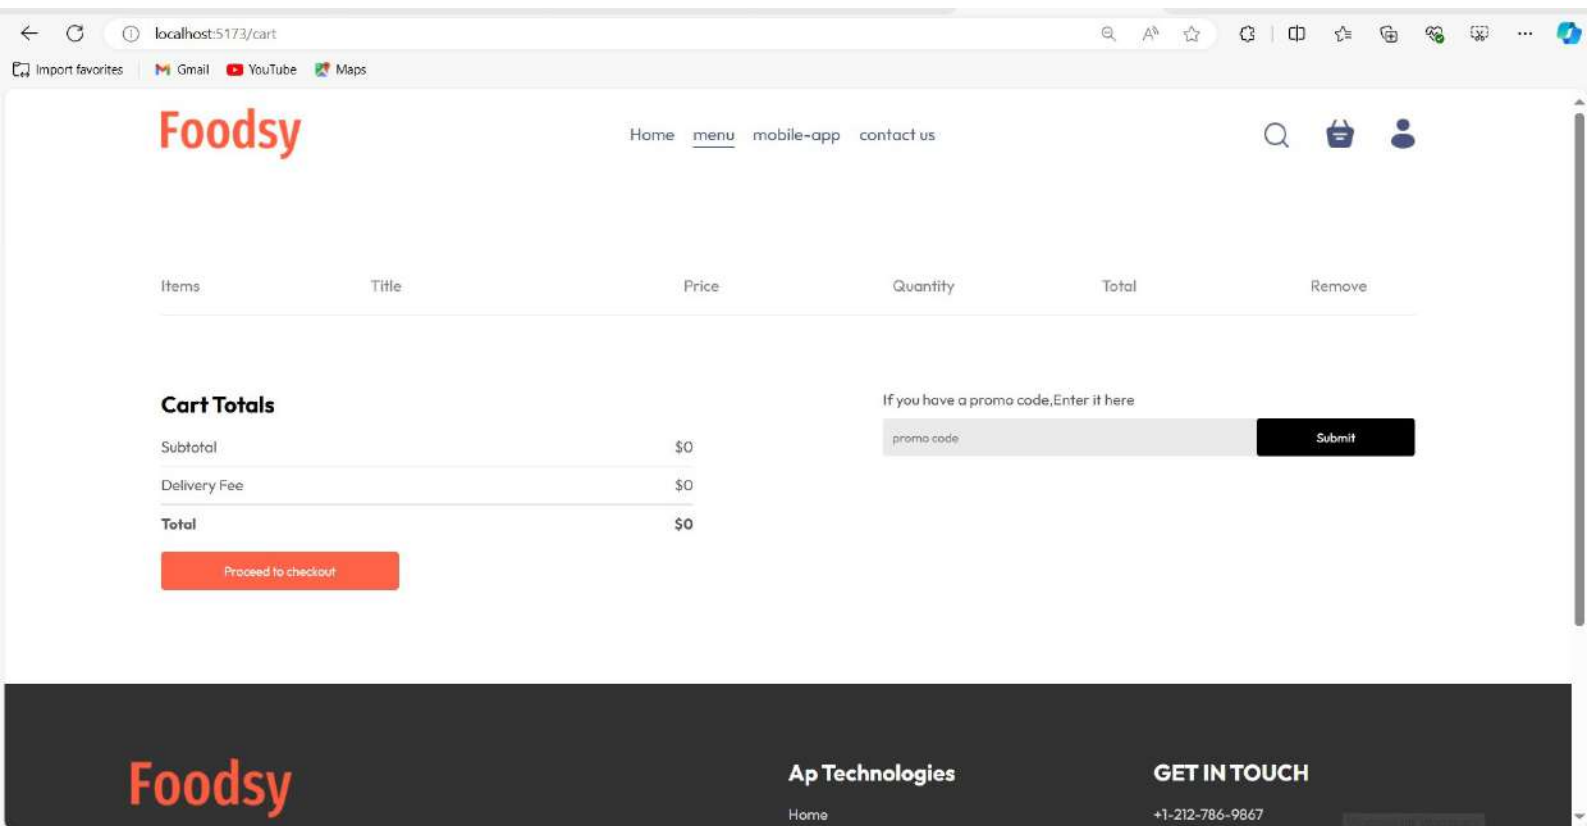 localhost:5173/cart
Import favorites Gmail YouTube Maps
Foodsy
Home menu mobile-app contact us
Items Title Price Quantity Total Remove
Cart Totals
If you have a promo code,Enter it here
Subtotal $0
promo code Submit
Delivery Fee $0
Total $0
Proceed to checkout
Foodsy
Ap Technologies GET IN TOUCH
Home +1-212-786-9867